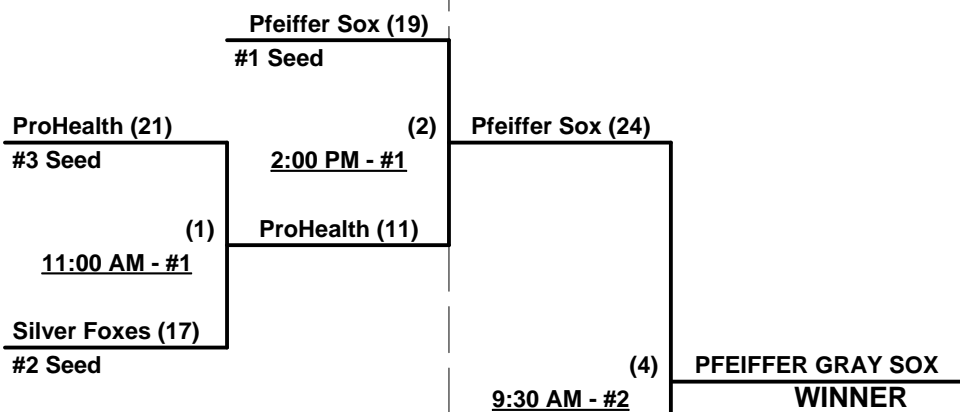 Pfeiffer Sox (19)
#1 Seed
ProHealth (21)
#3 Seed
(2)
2:00 PM - #1
Pfeiffer Sox (24)
(1)
11:00 AM - #1
ProHealth (11)
Silver Foxes (17)
#2 Seed
(4)
9:30 AM - #2
PFEIFFER GRAY SOX
WINNER